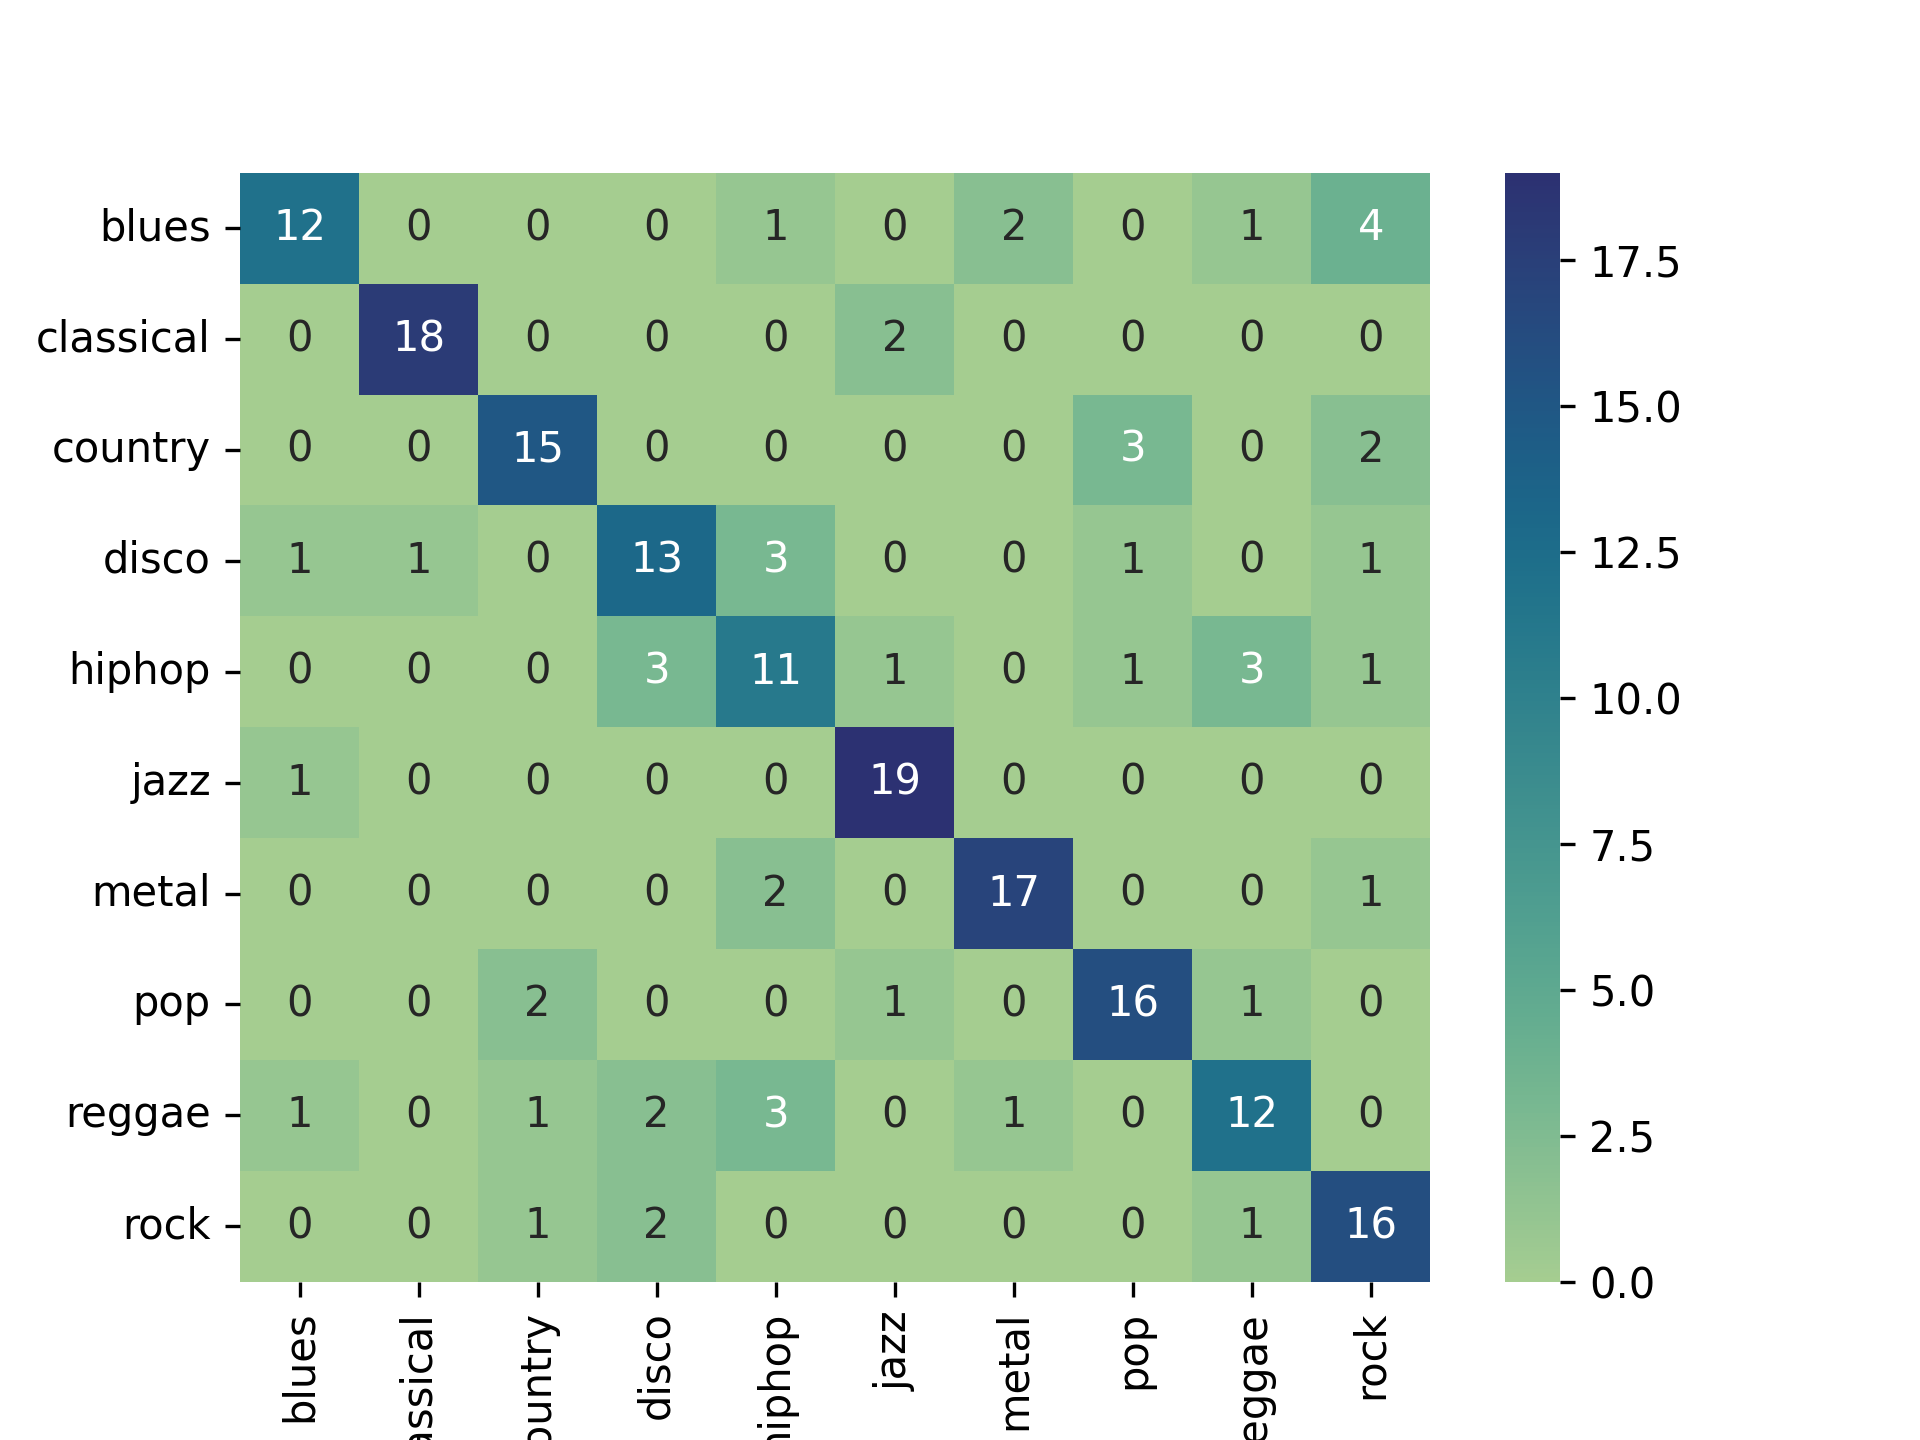 blues 12 0 0 0 1 0 2 0 1 4
classical 0 18 0 0 0 2 0 0 0 0
country 0 0 15 0 0 0 0 3 0 2
disco 1 1 0 13 3 0 0 1 0 1
hiphop 0 0 0 3 11 1 0 1 3 1
jazz 1 0 0 0 0 19 0 0 0 0
metal 0 0 0 0 2 0 17 0 0 1
pop 0 0 2 0 0 1 0 16 1 0
reggae 1 0 1 2 3 0 1 0 12 0
rock 0 0 1 2 0 0 0 0 1 16
blues
assical
ountry
disco
hiphop
jazz
metal
pop
eggae
rock
17.5
15.0
12.5
10.0
7.5
5.0
2.5
0.0